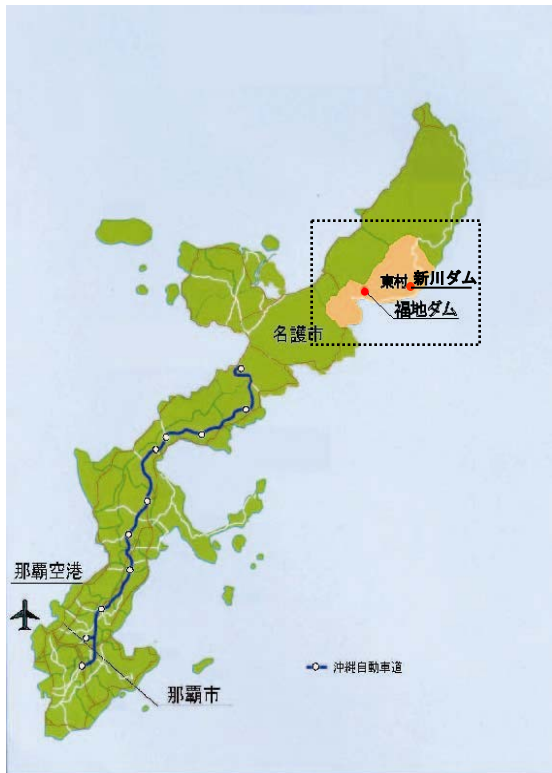 東村
新川ダム
福地ダム
名護市
那覇空港
沖縄自動車道
那覇市